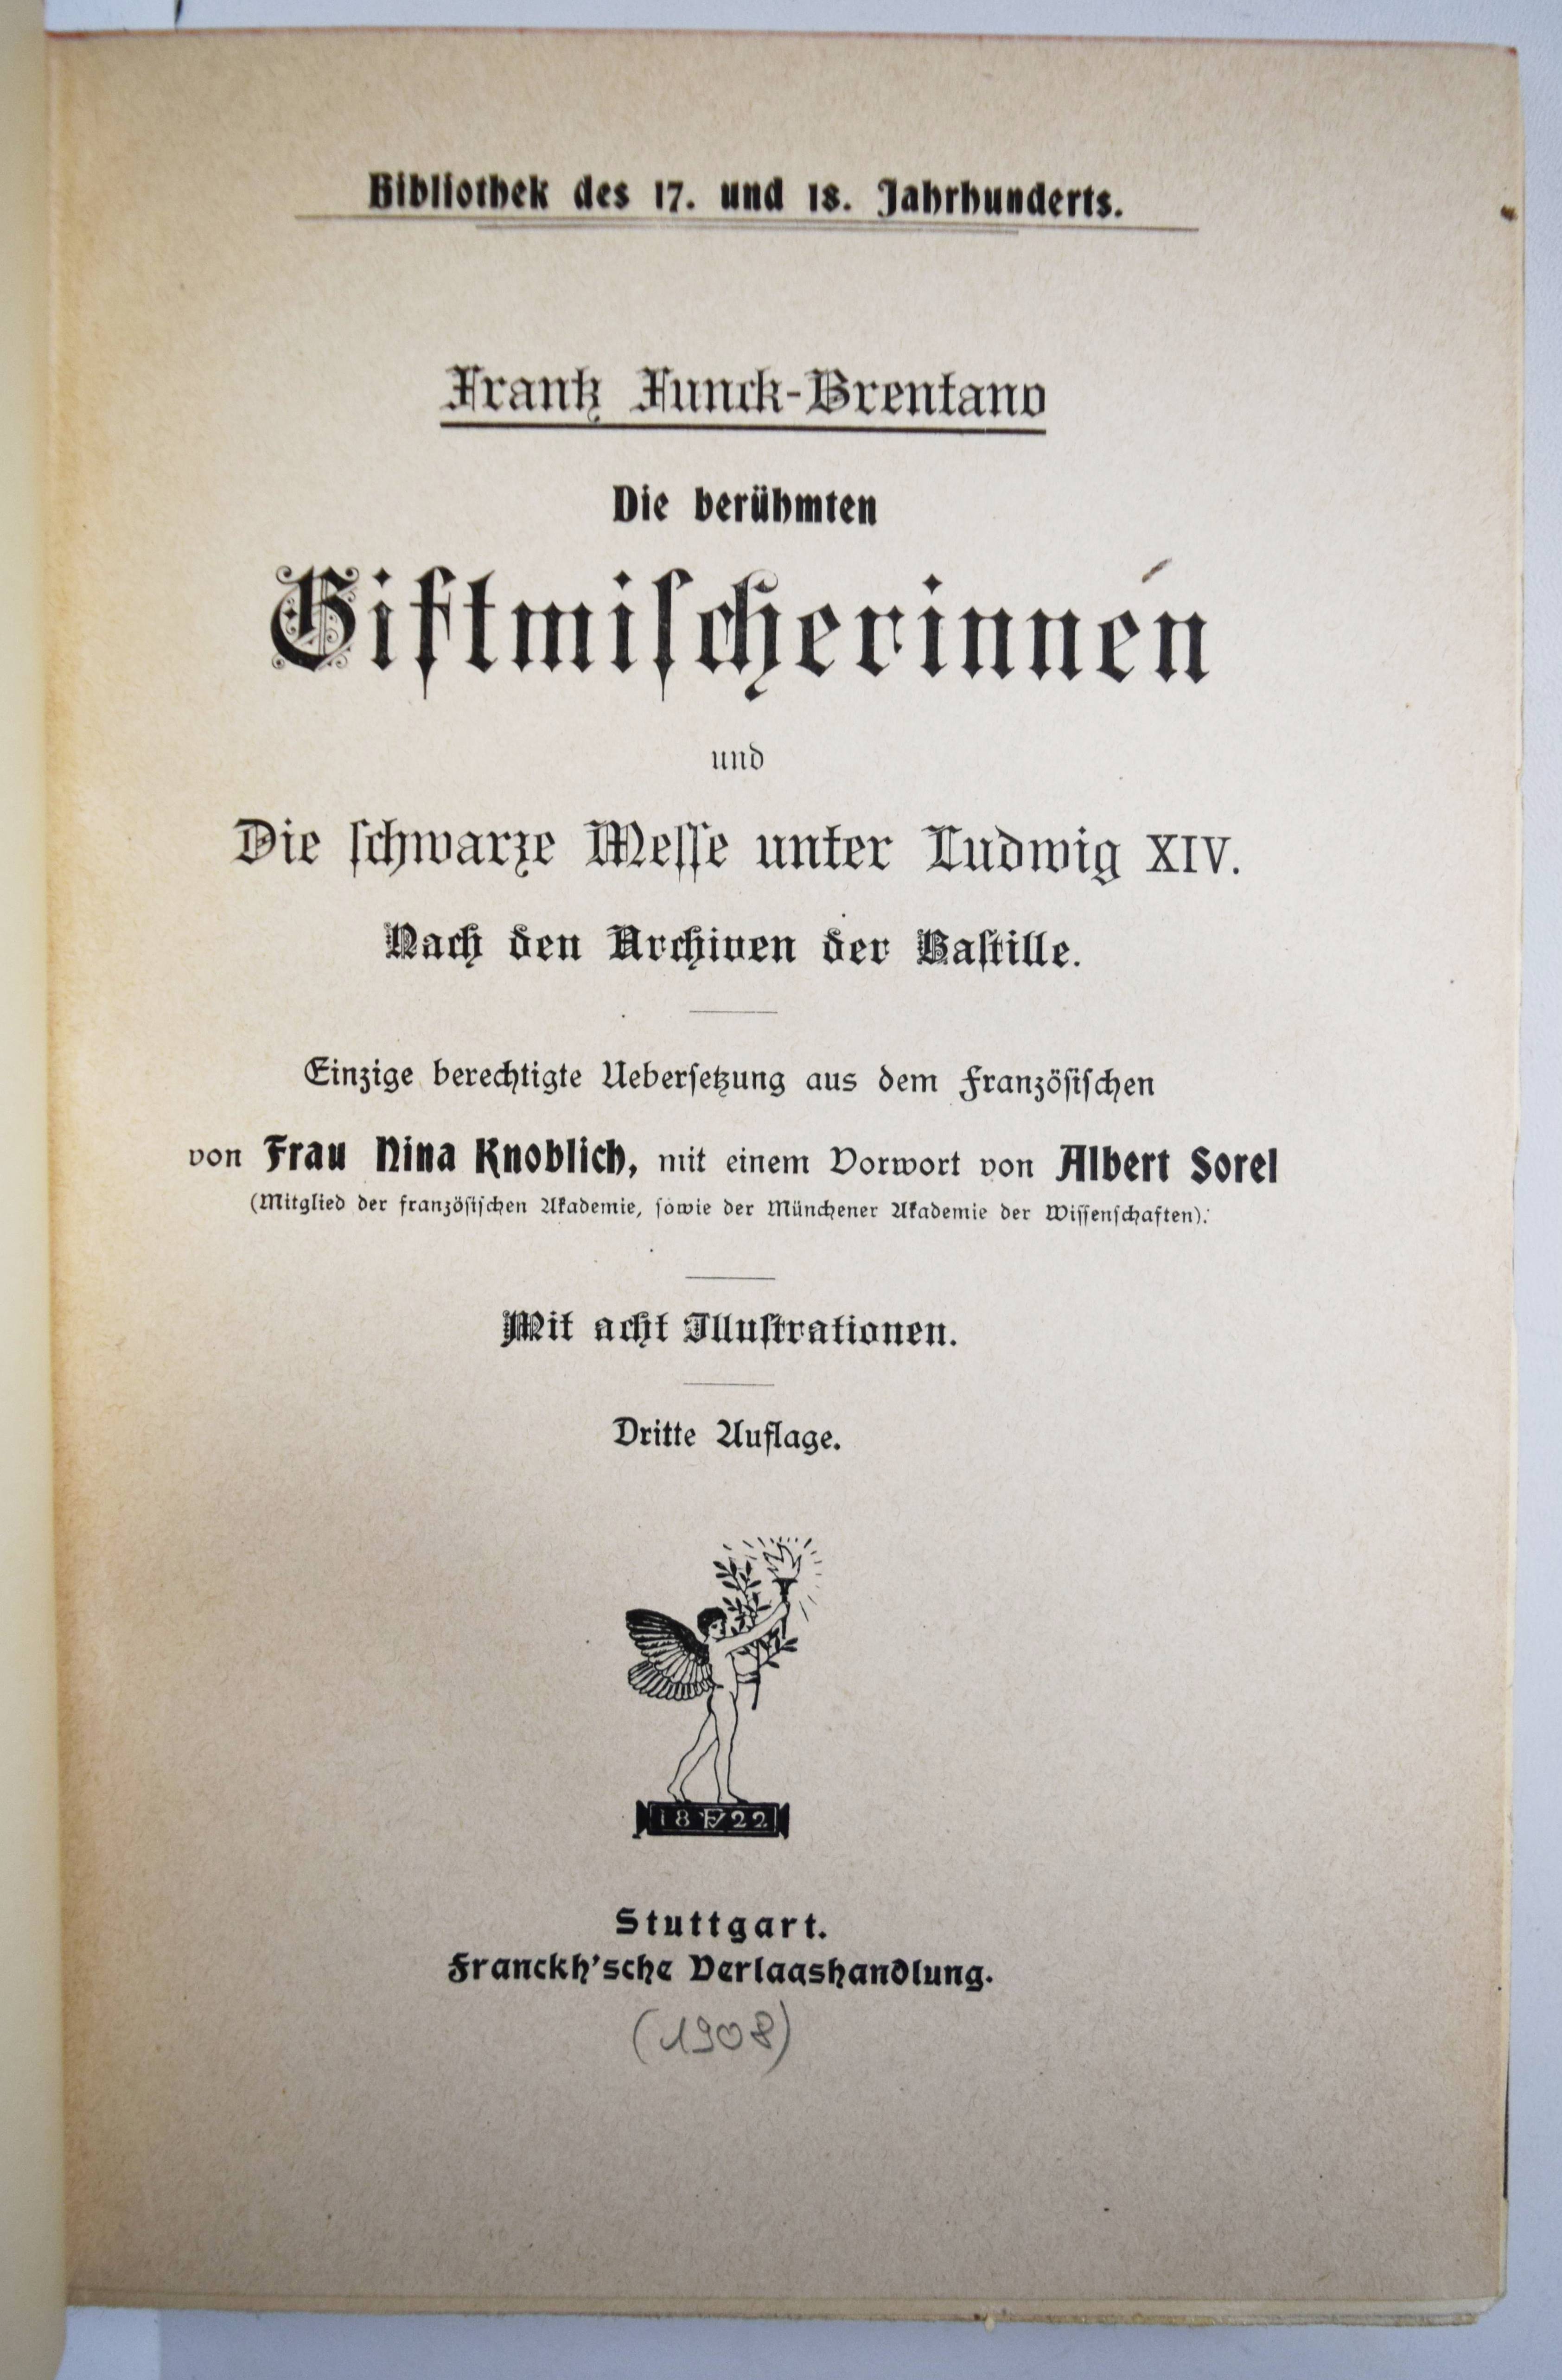 Bibliothek des 17. und 18. Jahrhunderts.
Frantz Funck-Brentano
Die berühmten
Giftmiſcherinnen
und
Die ſchwarze Meſſe unter Ludwig XIV.
Nach den Archiven der Baſtille.
Einzige berechtigte Ueberſetzung aus dem Franzöſiſchen
von Frau Nina Knoblich, mit einem Vorwort von Albert Sorel
(Mitglied der franzöſiſchen Akademie, ſowie der Münchener Akademie der Wiſſenſchaften).
Mit acht Illuſtrationen.
Dritte Auflage.
18 FV 22
Stuttgart.
Franckh'sche Verlagshandlung.
(1908)